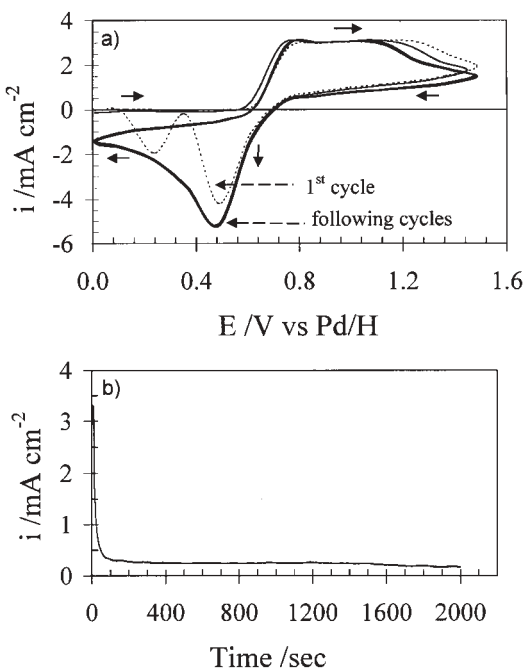 a)
4
2
0
-2
-4
-6
i /mA cm-2
1st cycle
following cycles
0.0 0.4 0.8 1.2 1.6
E /V vs Pd/H
b)
4
3
2
1
0
i /mA cm-2
0 400 800 1200 1600 2000
Time /sec